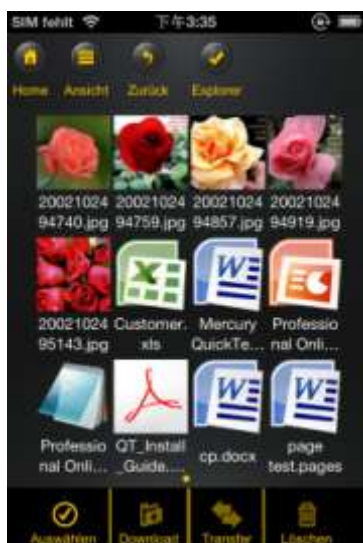 SIM fehlt 下午3:35
Home Ansicht Zurück Explorer
20021024 20021024 20021024 20021024
94740.jpg 94759.jpg 94857.jpg 94919.jpg
20021024 Customer. Mercury Professio
95143.jpg xls QuickTe... nal Onli...
Professio QT_Install cp.docx page
nal Onli... _Guide.... test.pages
Auswählen Download Transfer Löschen